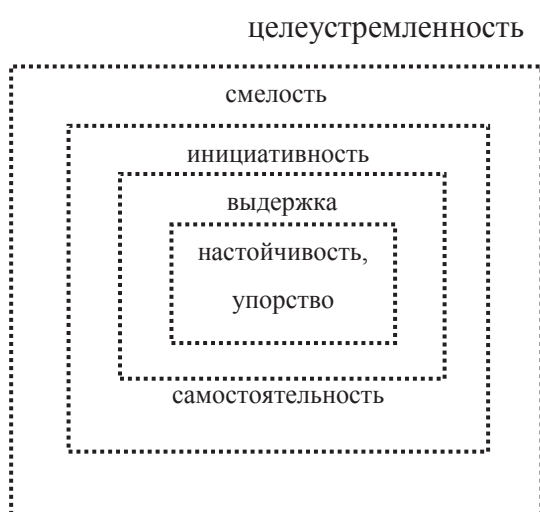 целеустремленность
смелость
инициативность
выдержка
настойчивость,
упорство
самостоятельность